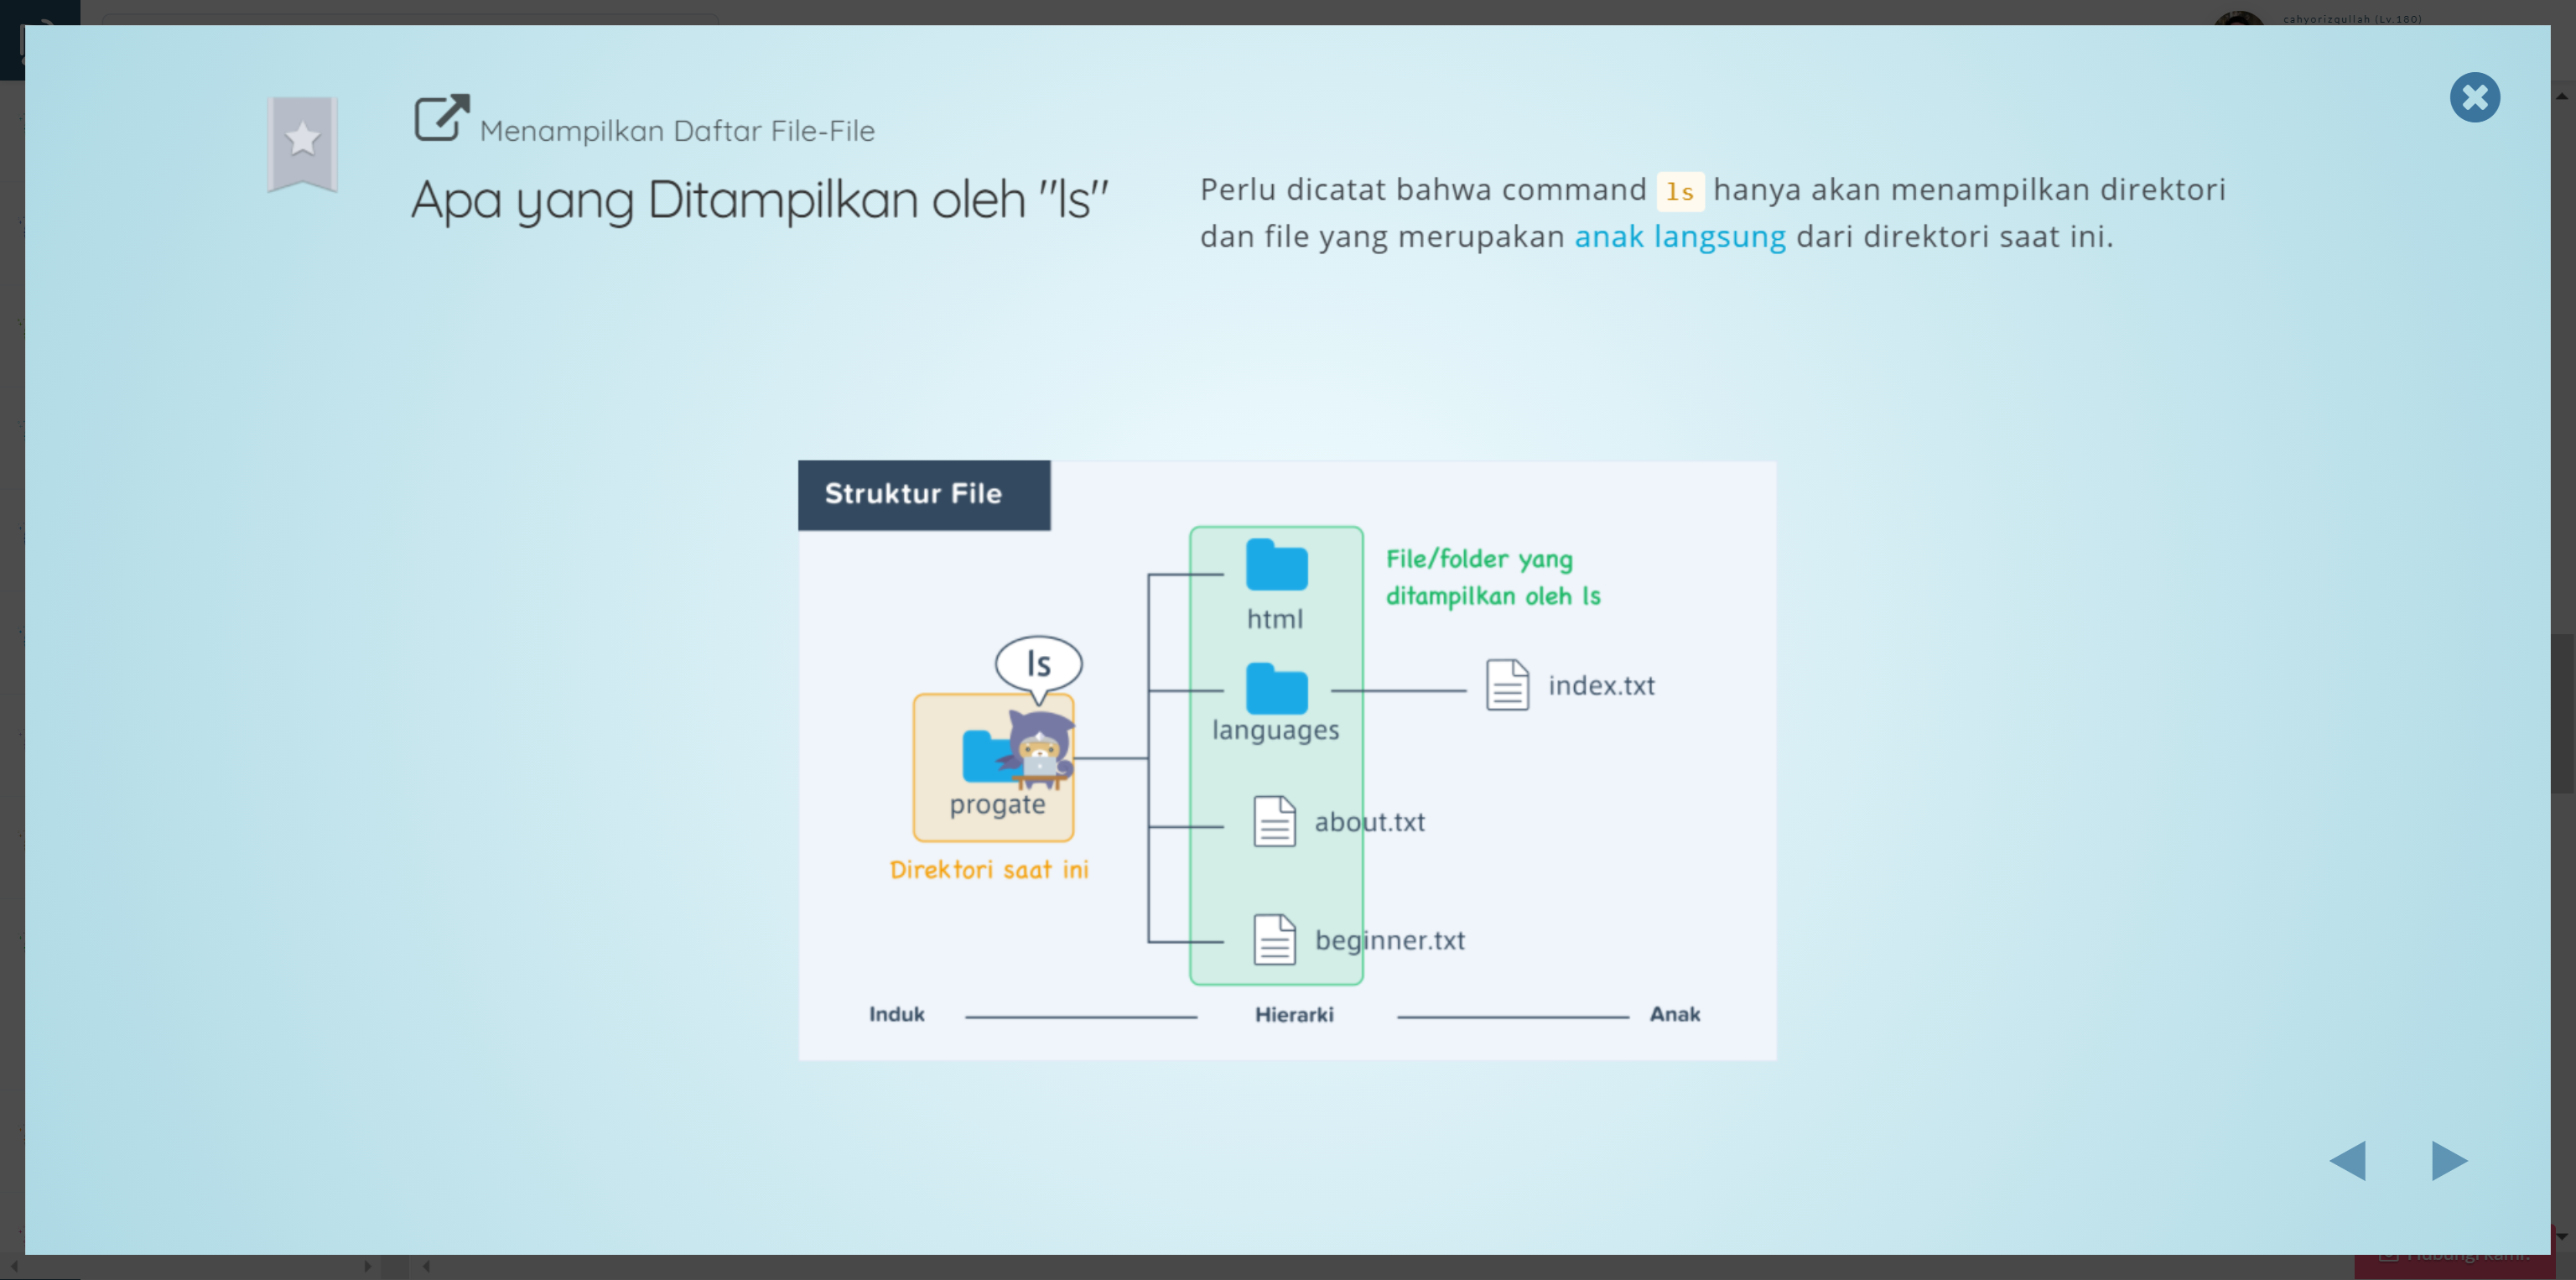 cahyorizqullah (Lv.180)
Menampilkan Daftar File-File
Apa yang Ditampilkan oleh "ls"
Perlu dicatat bahwa command ls hanya akan menampilkan direktori
dan file yang merupakan anak langsung dari direktori saat ini.
Struktur File
File/folder yang
ditampilkan oleh ls
html
ls
index.txt
languages
progate
about.txt
Direktori saat ini
beginner.txt
Induk
Hierarki
Anak